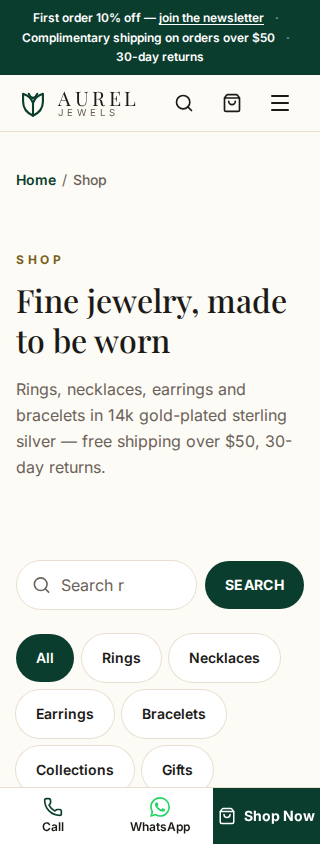 First order 10% off — join the newsletter ·
Complimentary shipping on orders over $50 ·
30-day returns
AUREL
JEWELS
Home / Shop
SHOP
Fine jewelry, made
to be worn
Rings, necklaces, earrings and
bracelets in 14k gold-plated sterling
silver — free shipping over $50, 30-
day returns.
Search r
SEARCH
All
Rings
Necklaces
Earrings
Bracelets
Collections
Gifts
Call
WhatsApp
Shop Now